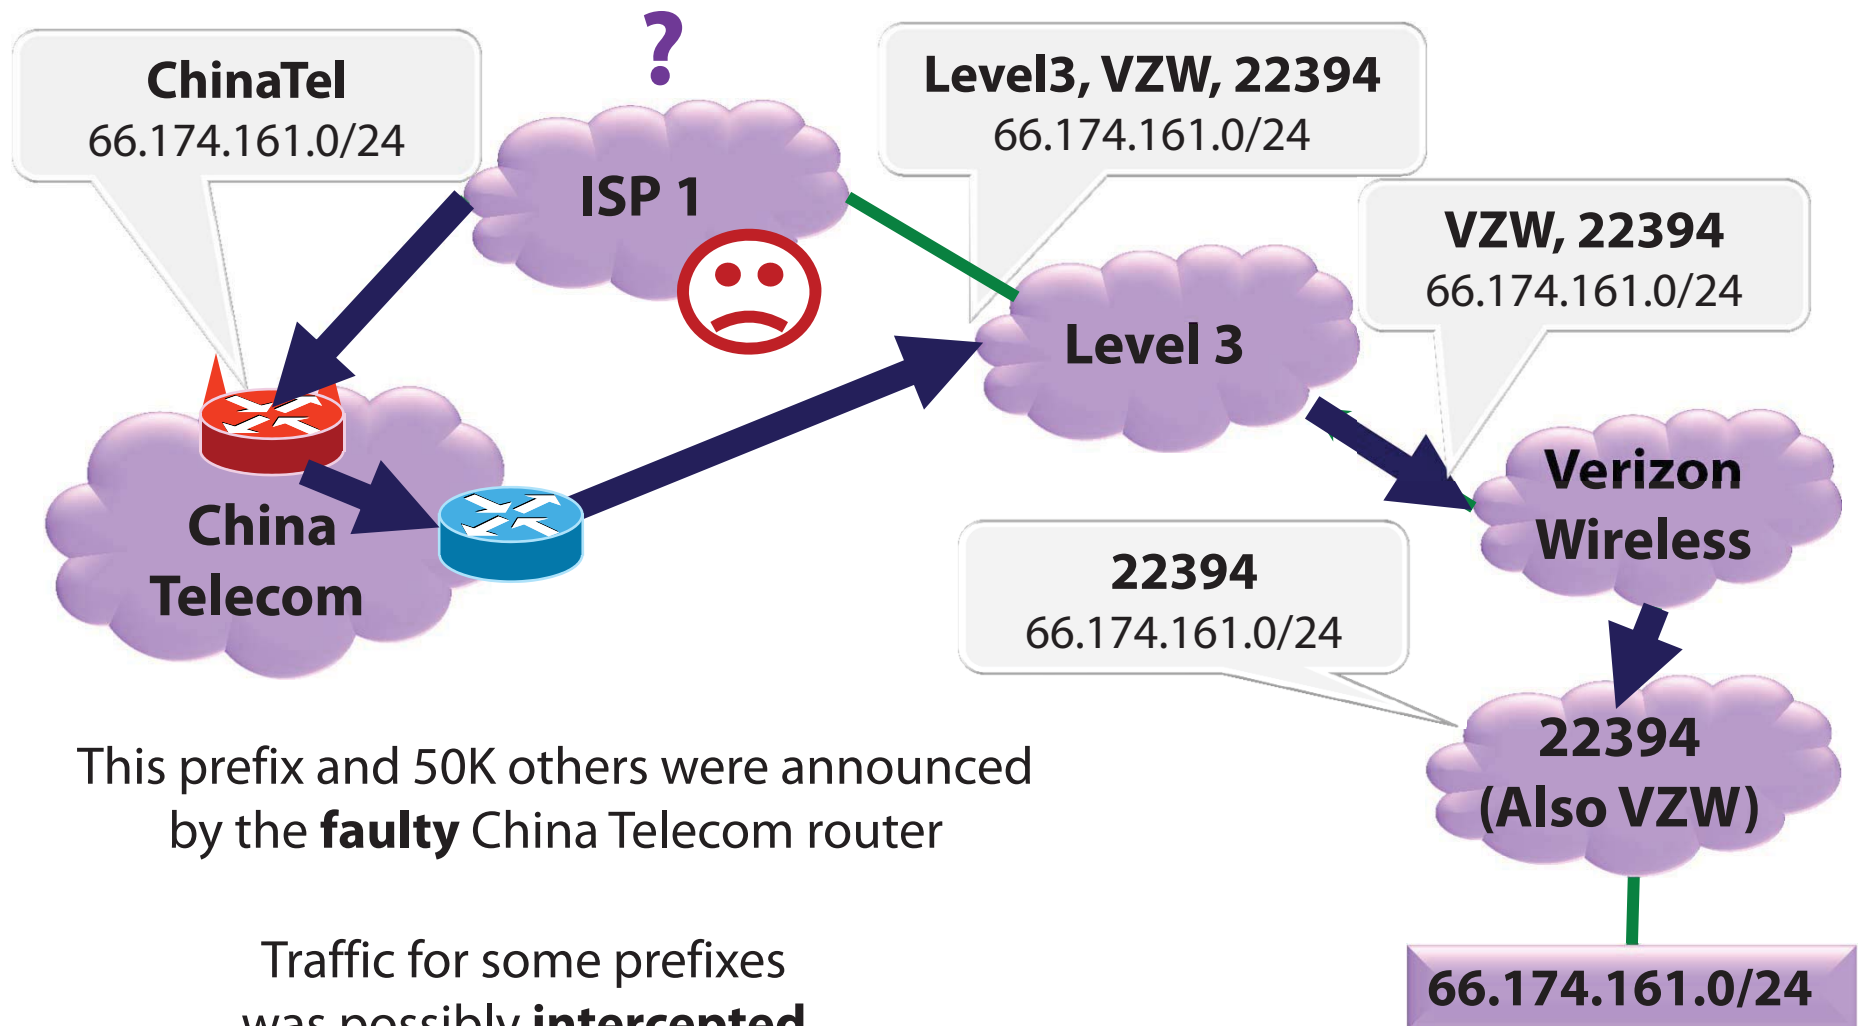 ?
ChinaTel
66.174.161.0/24
ISP 1
Level3, VZW, 22394
66.174.161.0/24
VZW, 22394
66.174.161.0/24
Level 3
Verizon
Wireless
China
Telecom
22394
66.174.161.0/24
22394
(Also VZW)
66.174.161.0/24
This prefix and 50K others were announced
by the faulty China Telecom router
Traffic for some prefixes
was possibly intercepted